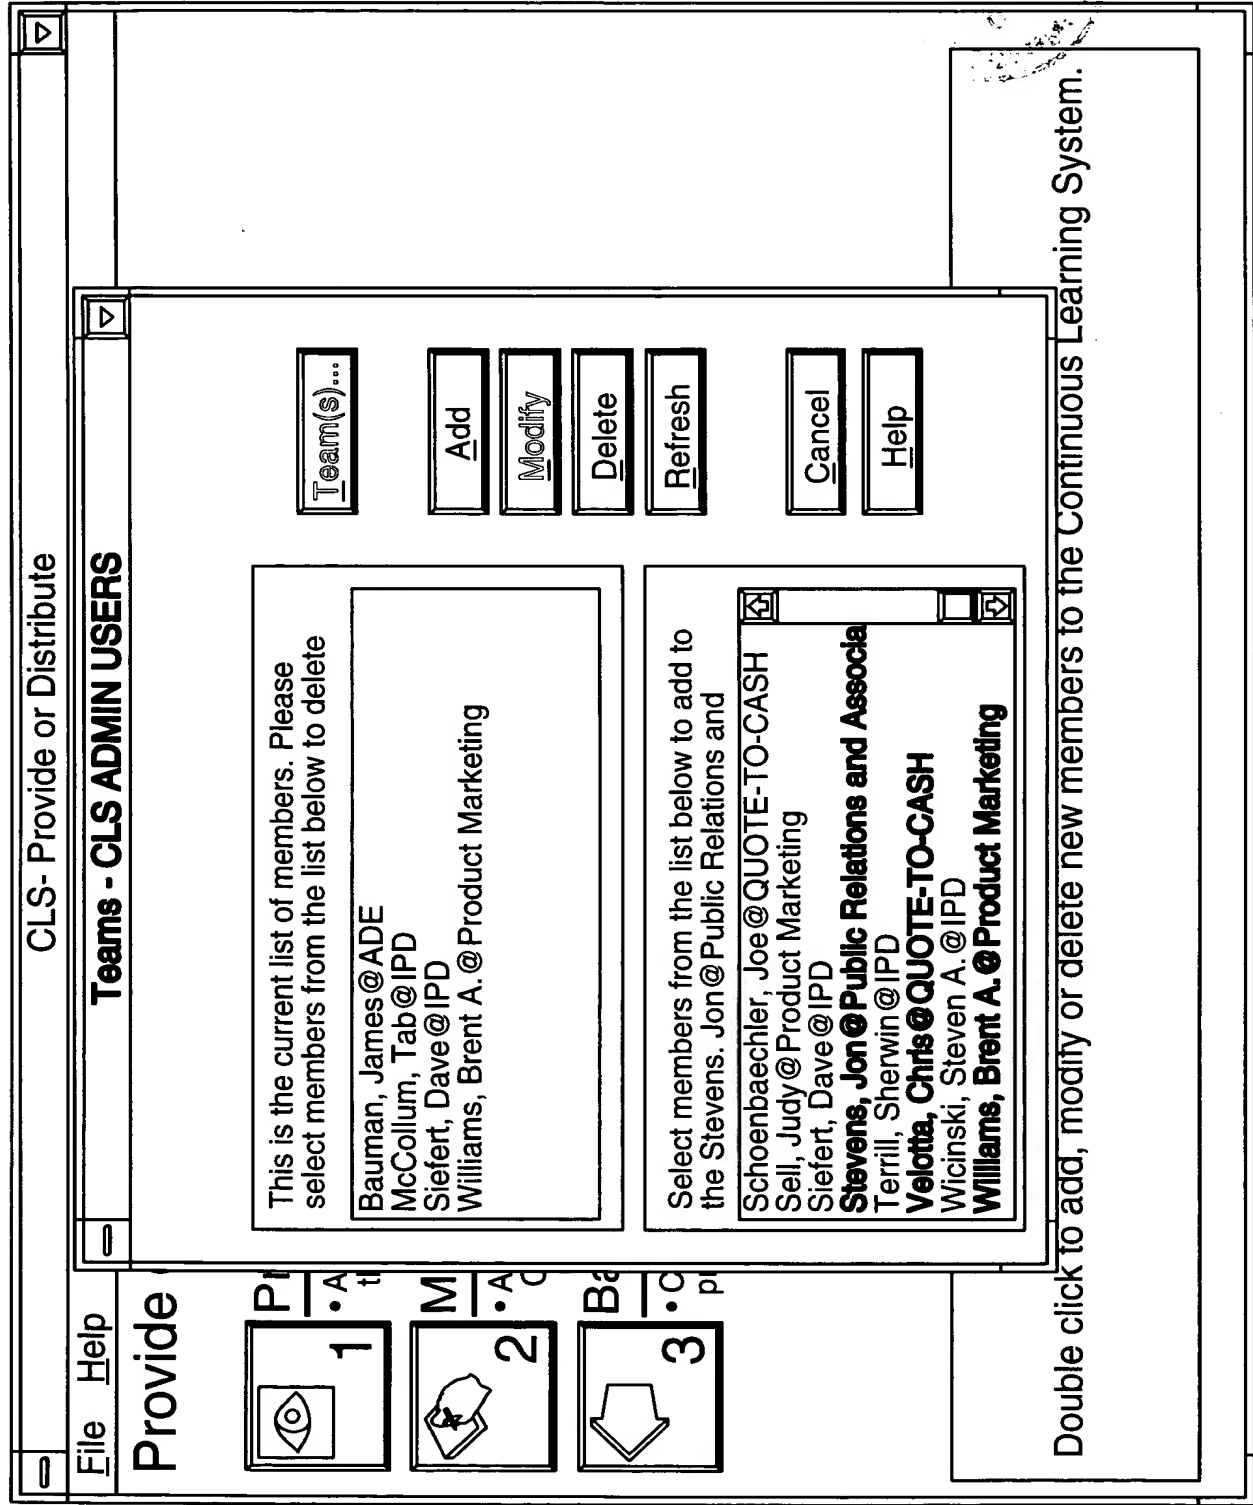 CLS- Provide or Distribute
File Help
Provide
1
Pr
• A
ti
2
M
• A
C
3
Ba
• C
pr
Teams - CLS ADMIN USERS
This is the current list of members. Please
select members from the list below to delete
Bauman, James@ADE
McCollum, Tab@IPD
Siefert, Dave@IPD
Williams, Brent A.@Product Marketing
Select members from the list below to add to
the Stevens. Jon@Public Relations and
Schoenbaechler, Joe@QUOTE-TO-CASH
Sell, Judy@Product Marketing
Siefert, Dave@IPD
Stevens, Jon@Public Relations and Associa
Terrill, Sherwin@IPD
Velotta, Chris@QUOTE-TO-CASH
Wicinski, Steven A.@IPD
Williams, Brent A.@Product Marketing
Team(s)...
Add
Modify
Delete
Refresh
Cancel
Help
Double click to add, modify or delete new members to the Continuous Learning System.